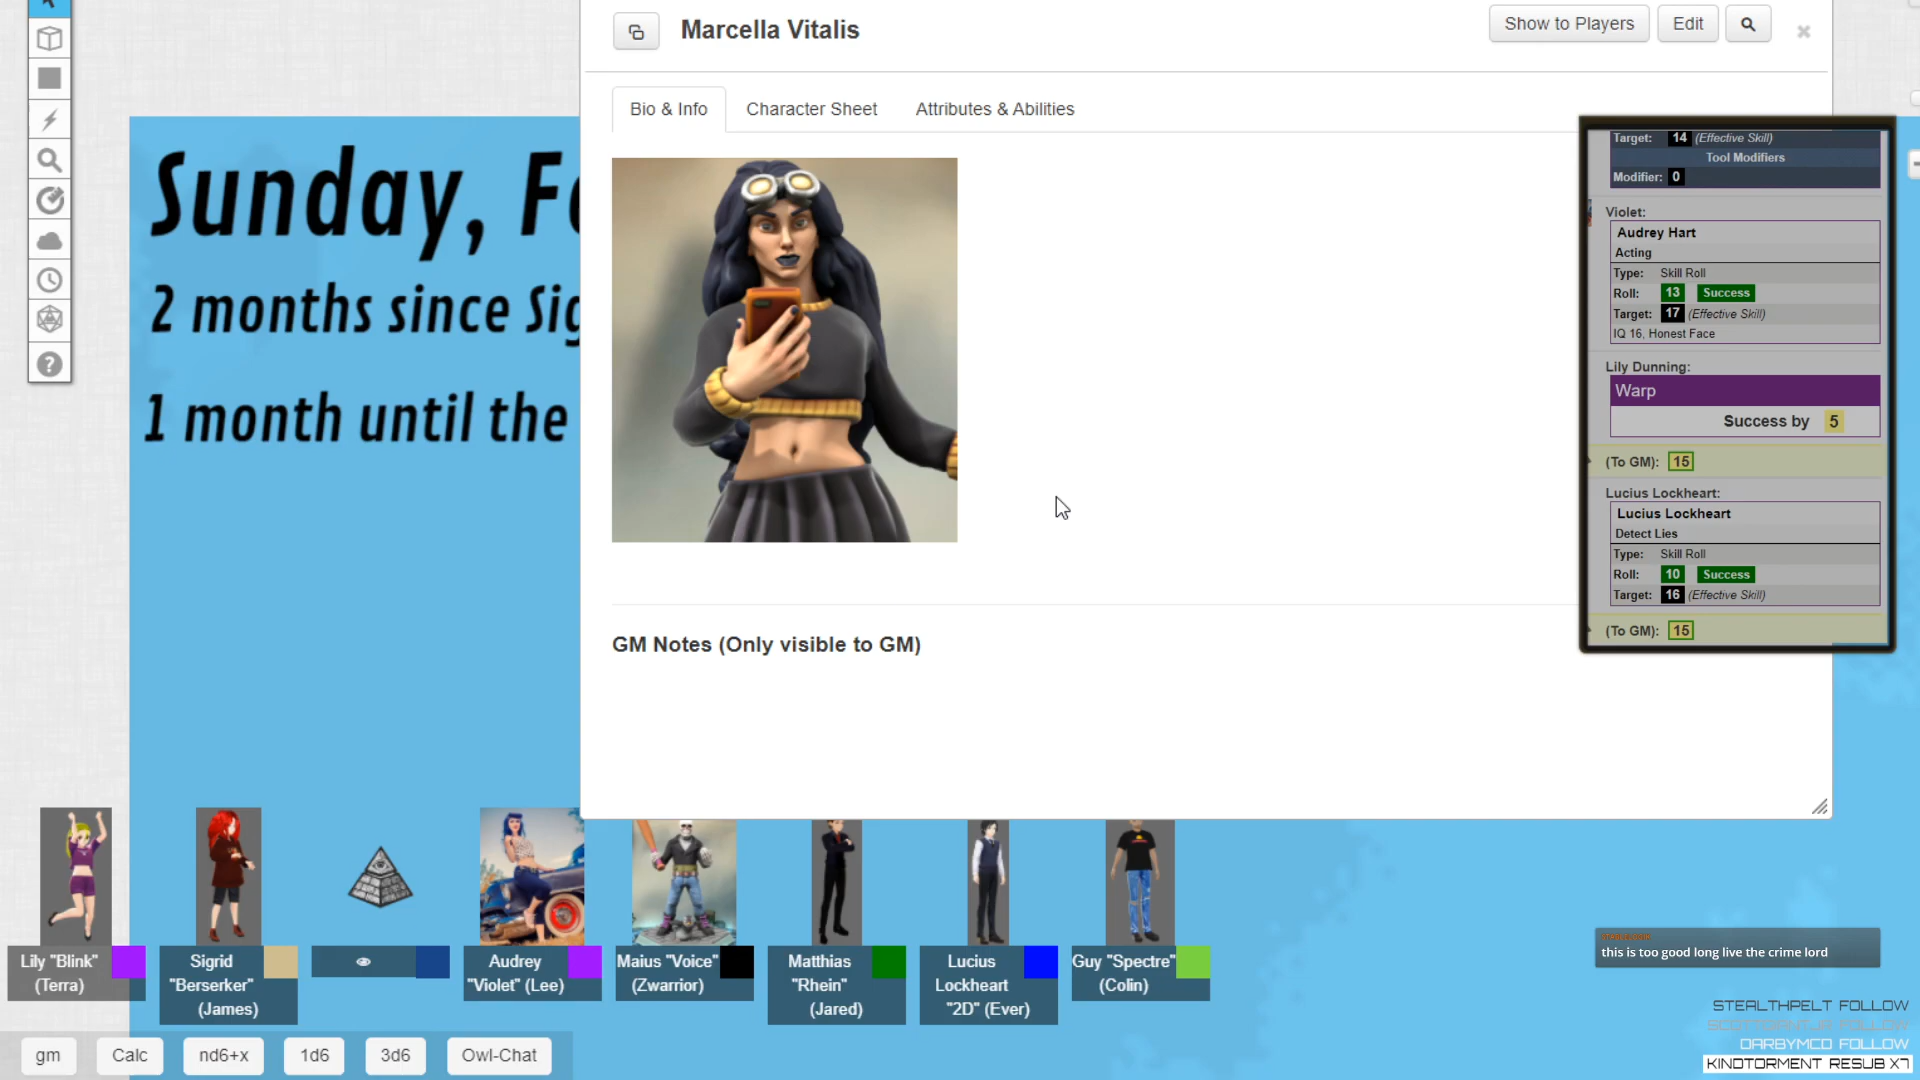 Marcella Vitalis
Show to Players
Edit
Bio & Info
Character Sheet
Attributes & Abilities
Sunday, Fe
2 months since Sig
1 month until the
GM Notes (Only visible to GM)
Target: 14 (Effective Skill)
Tool Modifiers
Modifier: 0
Violet:
Audrey Hart
Acting
Type: Skill Roll
Roll: 13 Success
Target: 17 (Effective Skill)
IQ 16, Honest Face
Lily Dunning:
Warp
Success by 5
(To GM): 15
Lucius Lockheart:
Lucius Lockheart
Detect Lies
Type: Skill Roll
Roll: 10 Success
Target: 16 (Effective Skill)
(To GM): 15
Lily "Blink"
(Terra)
Sigrid
"Berserker"
(James)
Audrey
"Violet" (Lee)
Maius "Voice"
(Zwarrior)
Matthias
"Rhein"
(Jared)
Lucius
Lockheart
"2D" (Ever)
Guy "Spectre"
(Colin)
this is too good long live the crime lord
STEALTHPELT FOLLOW
DARBYMCD FOLLOW
KINDTORMENT RESUB X7
gm
Calc
nd6+x
1d6
3d6
Owl-Chat